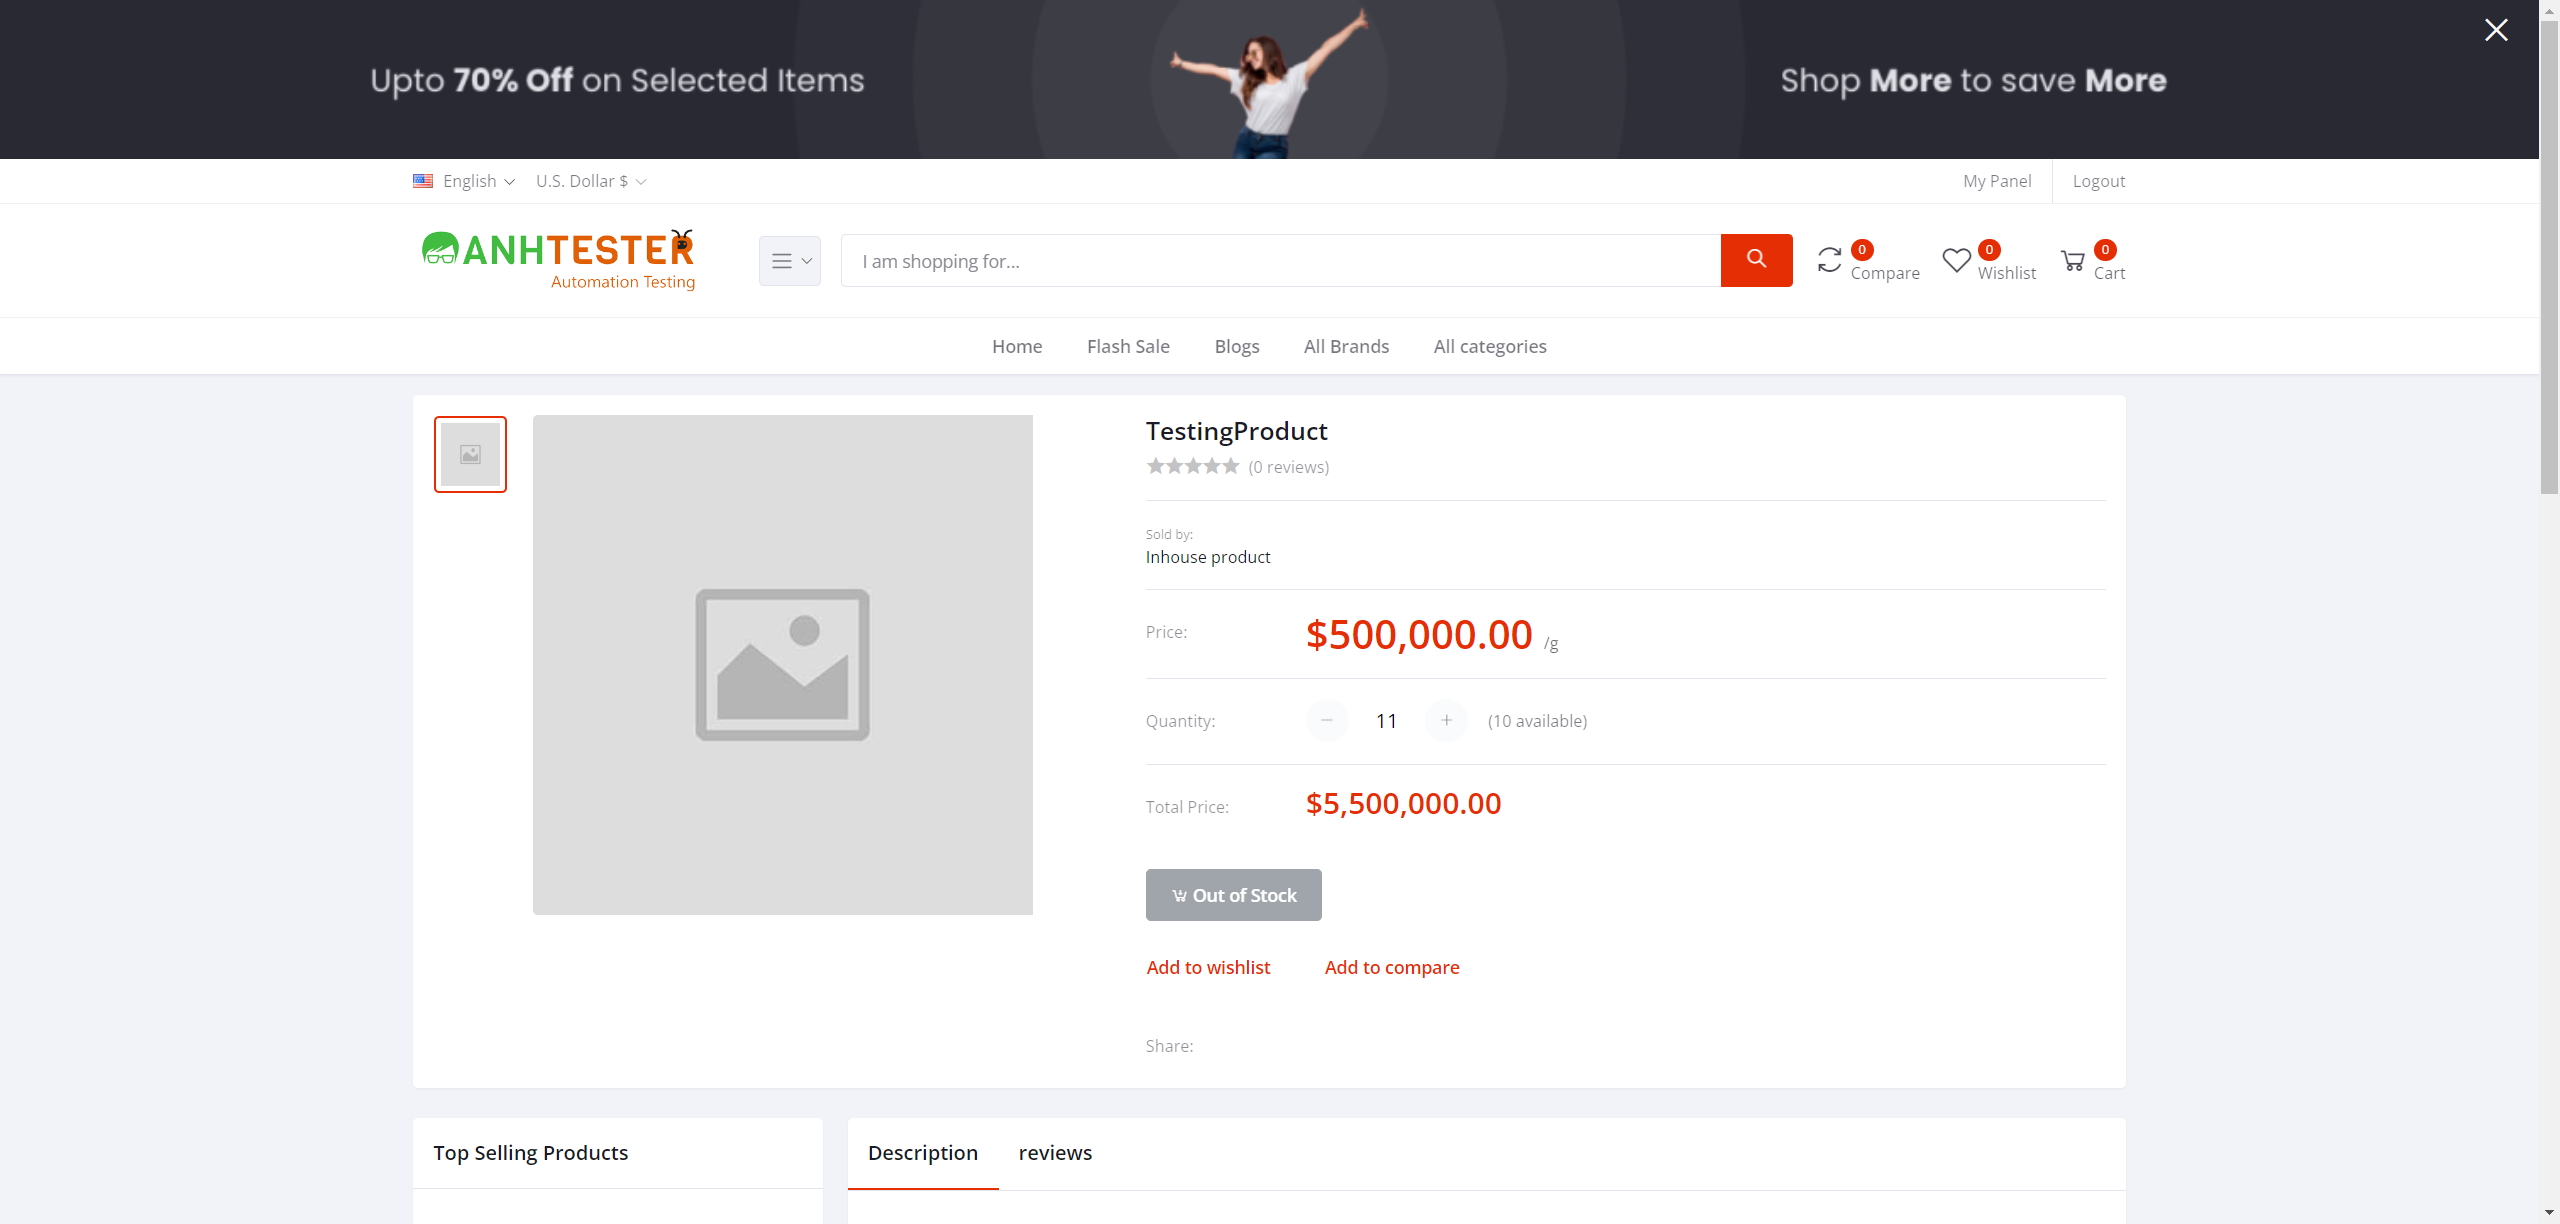 Upto 70% Off on Selected Items
Shop More to save More
English
U.S. Dollar $
My Panel
Logout
ANHTESTER
Automation Testing
I am shopping for...
0
Compare
0
Wishlist
0
Cart
Home
Flash Sale
Blogs
All Brands
All categories
TestingProduct
(0 reviews)
Sold by:
Inhouse product
Price:
$500,000.00 /g
Quantity:
− 11 + (10 available)
Total Price:
$5,500,000.00
Out of Stock
Add to wishlist
Add to compare
Share:
Top Selling Products
Description
reviews